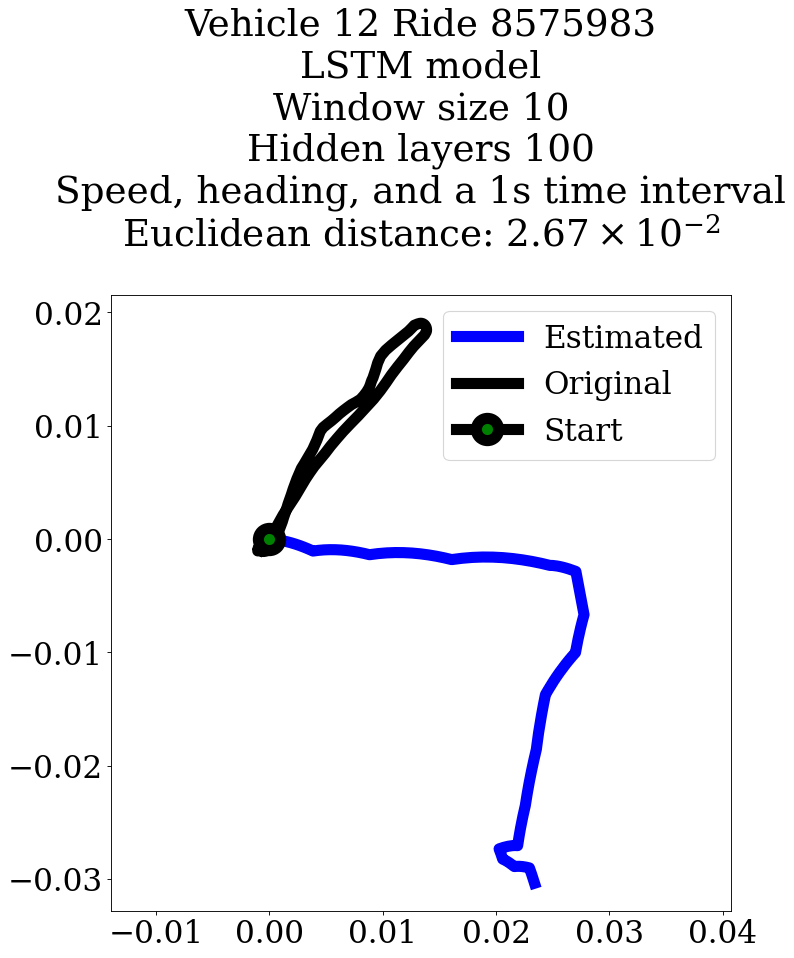 Vehicle 12 Ride 8575983
LSTM model
Window size 10
Hidden layers 100
Speed, heading, and a 1s time interval
Euclidean distance: 2.67 × 10⁻²
Estimated
Original
Start
0.02
0.01
0.00
−0.01
−0.02
−0.03
−0.01 0.00 0.01 0.02 0.03 0.04